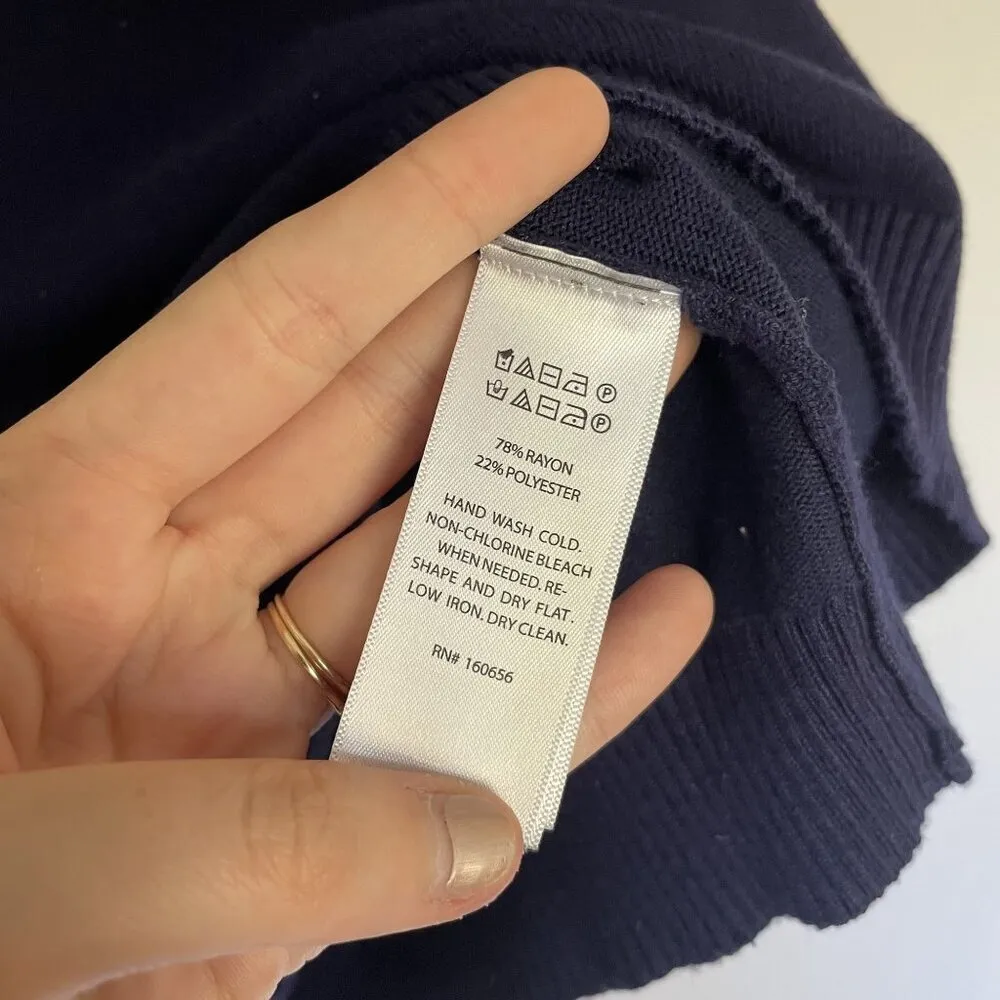 P
P
78% RAYON
22% POLYESTER
HAND WASH COLD.
NON-CHLORINE BLEACH
WHEN NEEDED. RE-
SHAPE AND DRY FLAT.
LOW IRON. DRY CLEAN.
RN# 160656